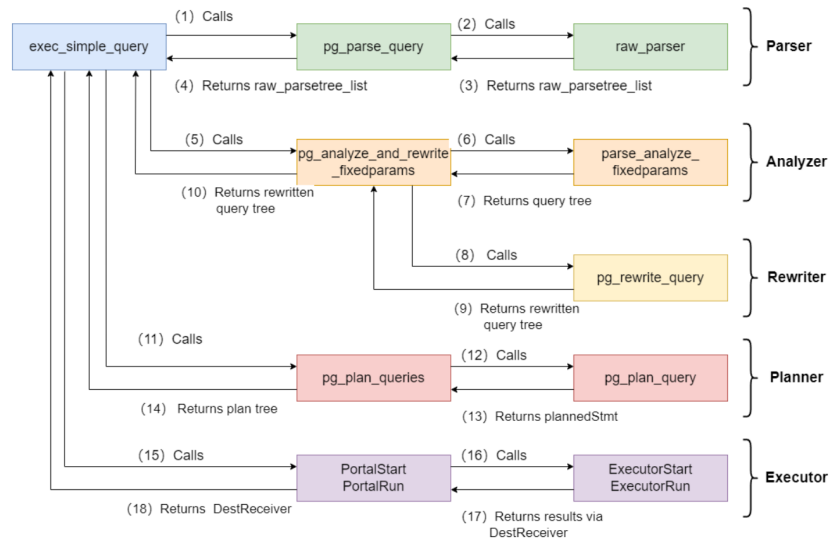 (1) Calls
(2) Calls
exec_simple_query
pg_parse_query
raw_parser
Parser
(4) Returns raw_parsetree_list
(3) Returns raw_parsetree_list
(5) Calls
(6) Calls
pg_analyze_and_rewrite
_fixedparams
parse_analyze_
fixedparams
Analyzer
(10) Returns rewritten
query tree
(7) Returns query tree
(8) Calls
pg_rewrite_query
Rewriter
(9) Returns rewritten
query tree
(11) Calls
(12) Calls
pg_plan_queries
pg_plan_query
Planner
(14) Returns plan tree
(13) Returns plannedStmt
(15) Calls
(16) Calls
PortalStart
PortalRun
ExecutorStart
ExecutorRun
Executor
(18) Returns DestReceiver
(17) Returns results via
DestReceiver